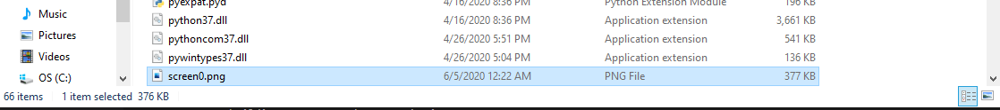 Music
Pictures
Videos
OS (C:)
pyexpat.pyd 4/16/2020 8:36 PM Python Extension Module 196 KB
python37.dll 4/16/2020 8:36 PM Application extension 3,661 KB
pythoncom37.dll 4/26/2020 5:51 PM Application extension 541 KB
pywintypes37.dll 4/26/2020 5:04 PM Application extension 136 KB
screen0.png 6/5/2020 12:22 AM PNG File 377 KB
66 items 1 item selected 376 KB